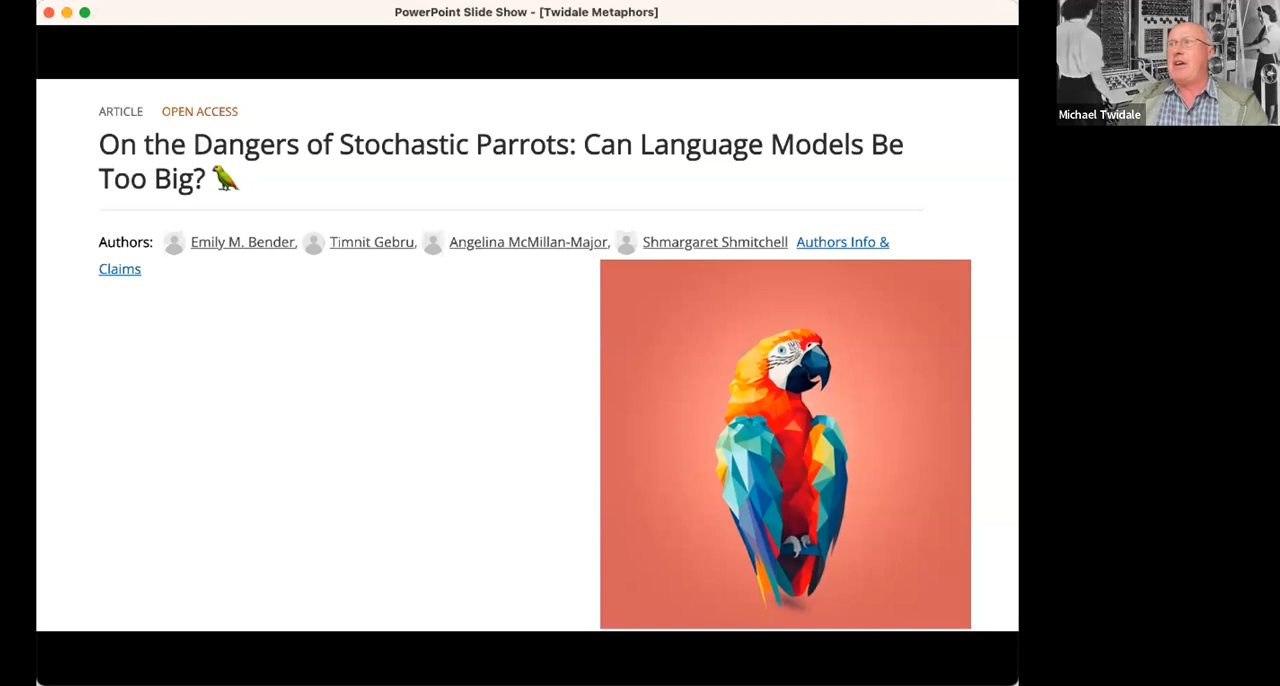 PowerPoint Slide Show - [Twidale Metaphors]
ARTICLE OPEN ACCESS
On the Dangers of Stochastic Parrots: Can Language Models Be
Too Big? 🦜
Authors: Emily M. Bender, Timnit Gebru, Angelina McMillan-Major, Shmargaret Shmitchell Authors Info &
Claims
Michael Twidale